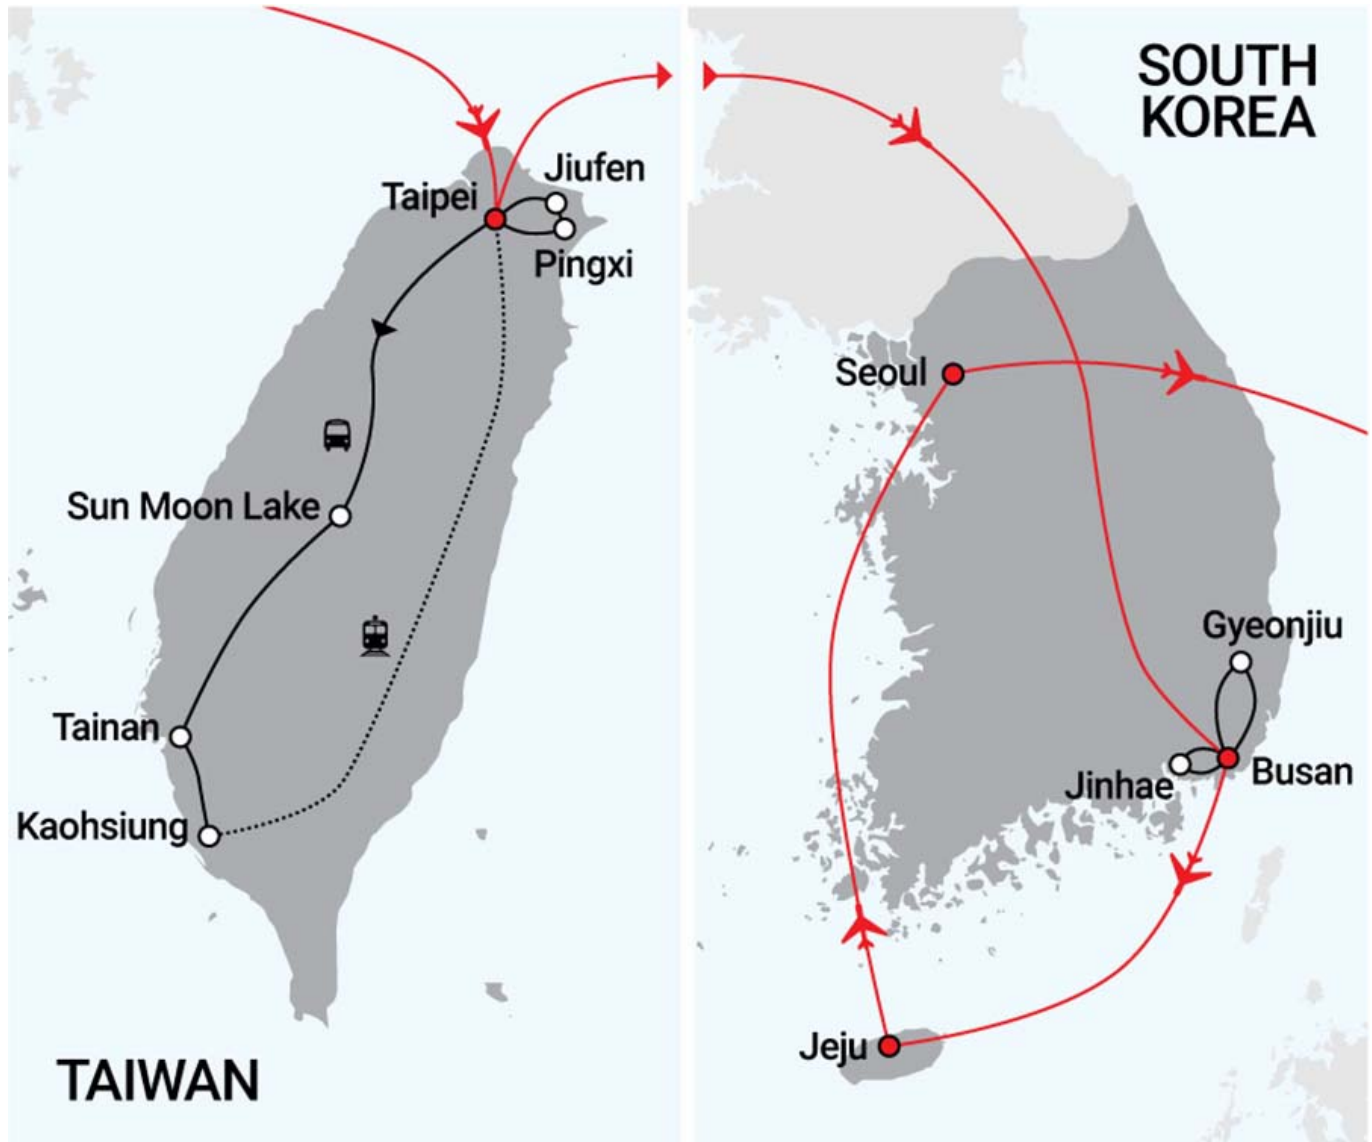 Jiufen
Taipei
Pingxi
Sun Moon Lake
Tainan
Kaohsiung
TAIWAN
SOUTH
KOREA
Seoul
Gyeonjiu
Busan
Jinhae
Jeju